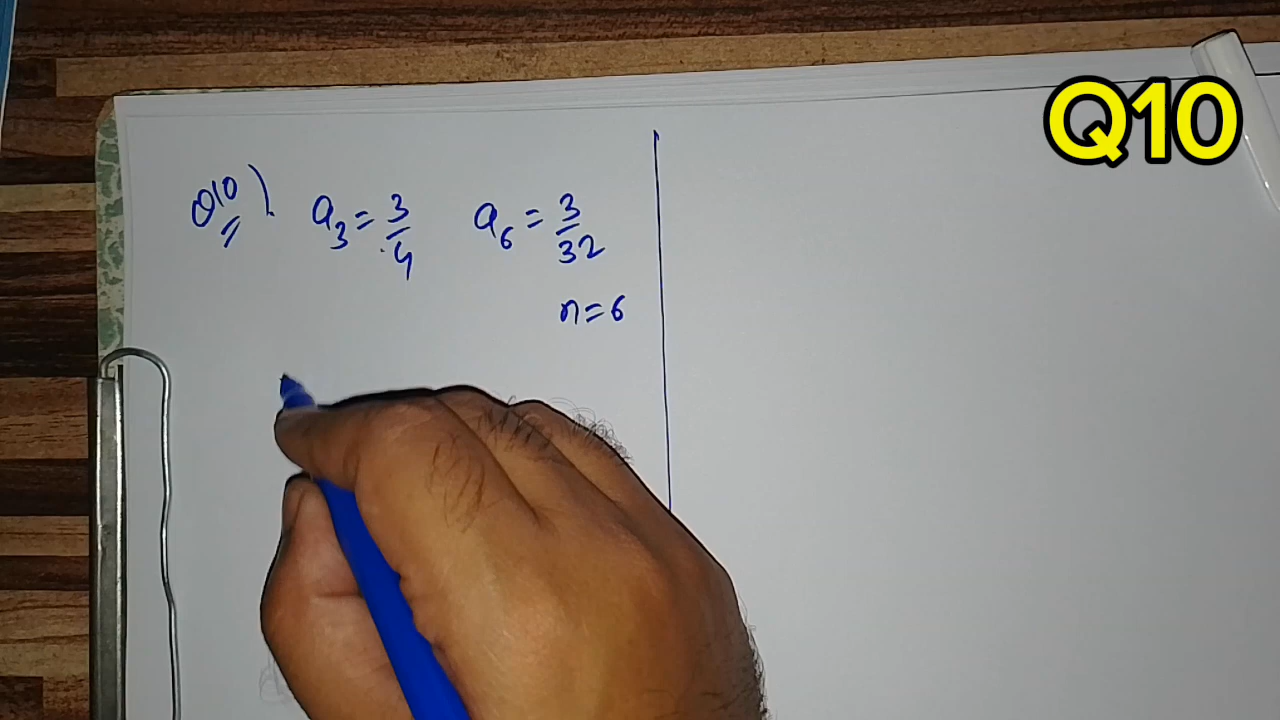 Q10
Q10) a₃ = 3/4 a₆ = 3/32
n = 6